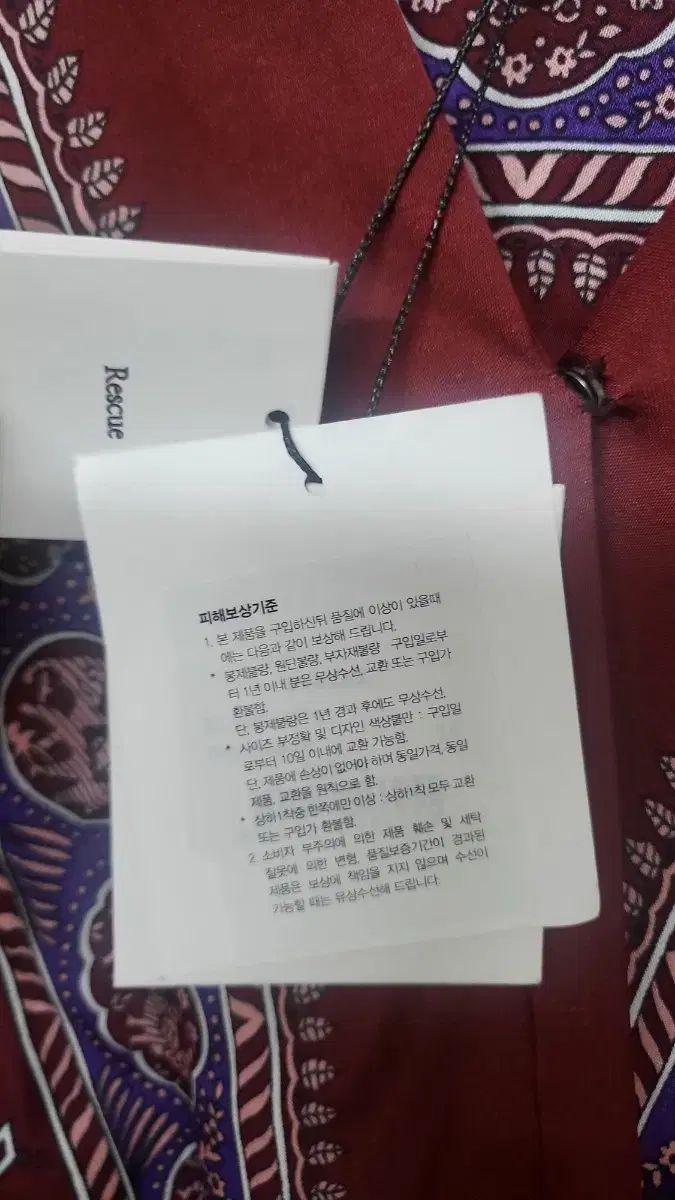 Rescue
피해보상기준
1. 본 제품을 구입하신뒤 품질에 이상이 있을때
에는 다음과 같이 보상해 드립니다.
• 봉제불량, 원단불량, 부자재불량 구입일로부
터 1년 이내 분은 무상수선, 교환 또는 구입가
환불함.
단, 봉제불량은 1년 경과 후에도 무상수선,
• 사이즈 부정확 및 디자인 색상불만 : 구입일
로부터 10일 이내에 교환 가능함.
단, 제품에 손상이 없어야 하며 동일가격, 동일
제품, 교환을 원칙으로 함.
• 상하1착중 한쪽에만 이상 : 상하1착 모두 교환
또는 구입가 환불함.
2. 소비자 부주의에 의한 제품 훼손 및 세탁
잘못에 의한 변형, 품질보증기간이 경과된
제품은 보상에 책임을 지지 않으며 수선이
가능할 때는 유상수선해 드립니다.